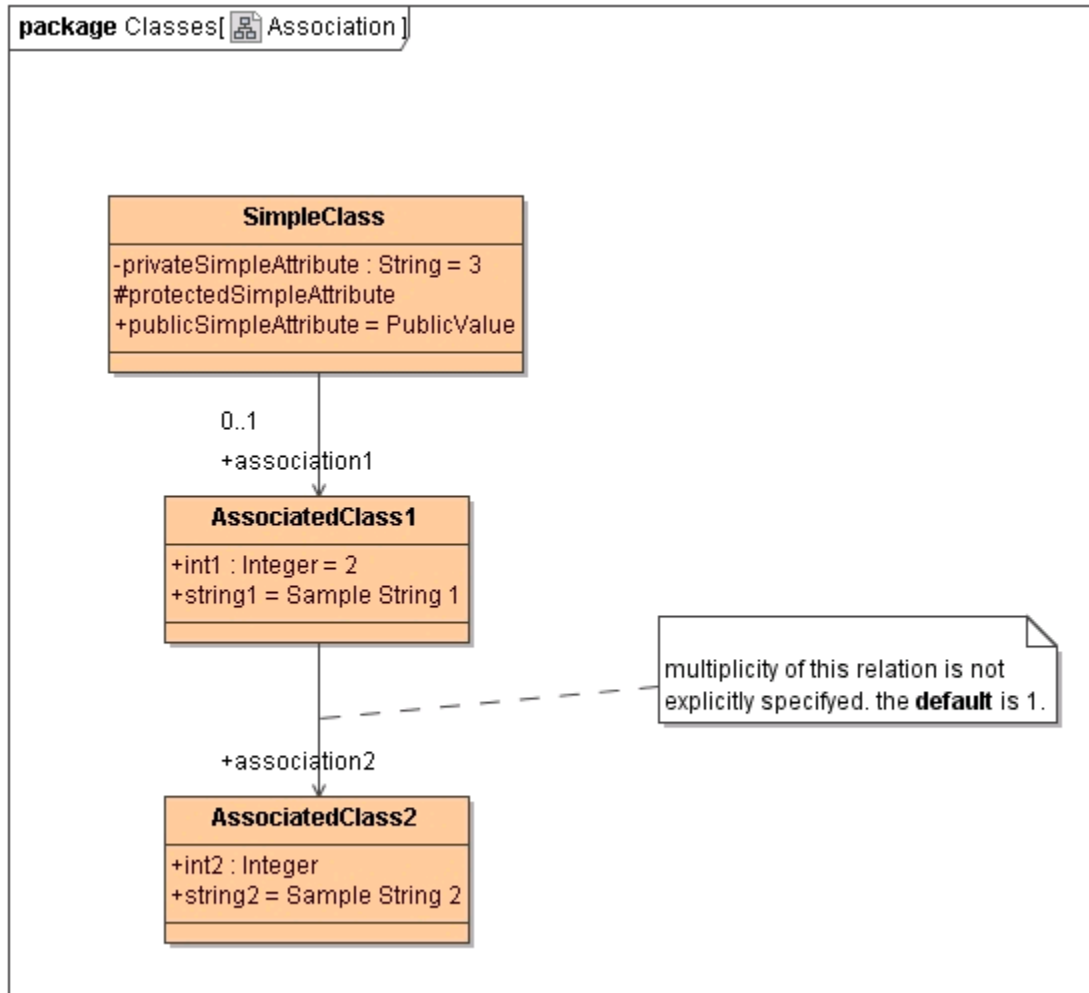 package Classes[ Association ]
SimpleClass
-privateSimpleAttribute : String = 3
#protectedSimpleAttribute
+publicSimpleAttribute = PublicValue
0..1
+association1
AssociatedClass1
+int1 : Integer = 2
+string1 = Sample String 1
multiplicity of this relation is not
explicitly specifyed. the default is 1.
+association2
AssociatedClass2
+int2 : Integer
+string2 = Sample String 2